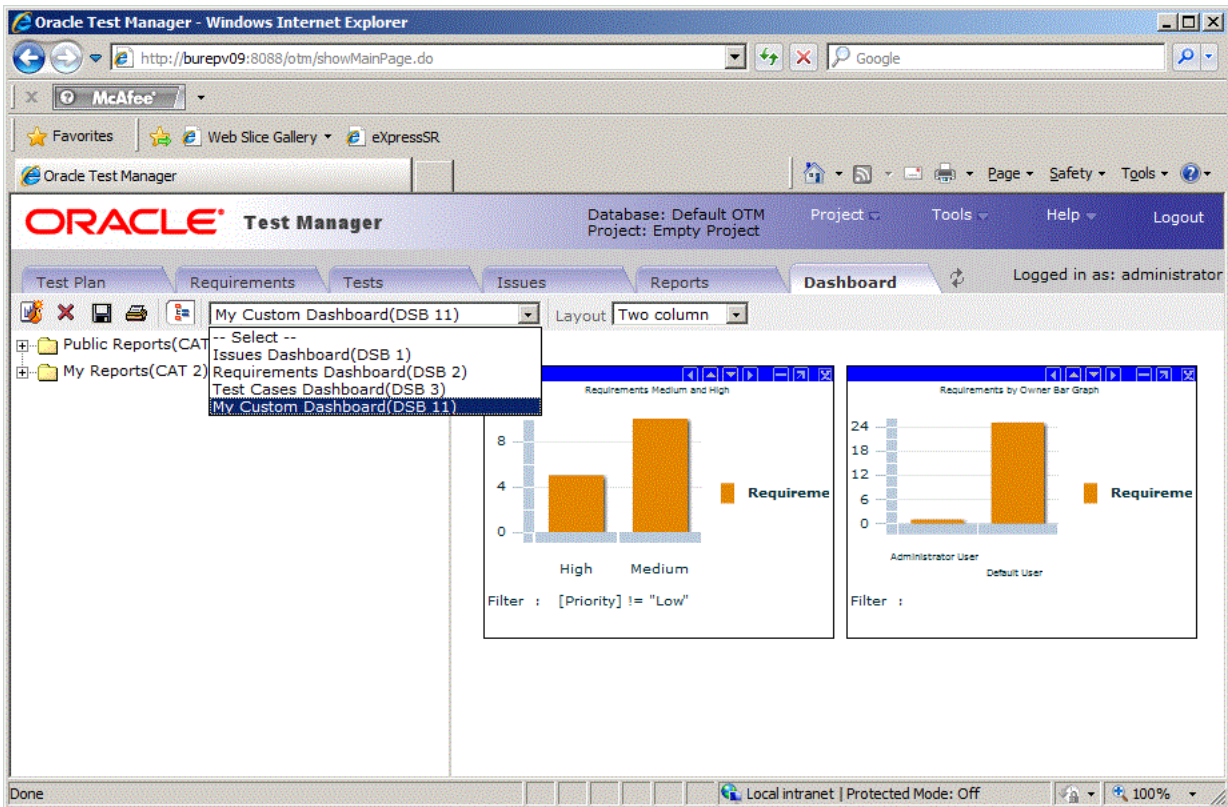 Oracle Test Manager - Windows Internet Explorer
http://burepv09:8088/otm/showMainPage.do
Google
McAfee
Favorites Web Slice Gallery eXpressSR
Oracle Test Manager
Page Safety Tools
ORACLE Test Manager
Database: Default OTM
Project: Empty Project
Project Tools Help Logout
Test Plan Requirements Tests Issues Reports Dashboard
Logged in as: administrator
My Custom Dashboard(DSB 11)
Layout Two column
-- Select --
Issues Dashboard(DSB 1)
Requirements Dashboard(DSB 2)
Test Cases Dashboard(DSB 3)
My Custom Dashboard(DSB 11)
Public Reports(CAT
My Reports(CAT 2)
Requirements Medium and High
8
4
0
High Medium
Requireme
Filter : [Priority] != "Low"
Requirements by Owner Bar Graph
24
18
12
6
0
Administrator User
Default User
Requireme
Filter :
Done
Local intranet | Protected Mode: Off
100%